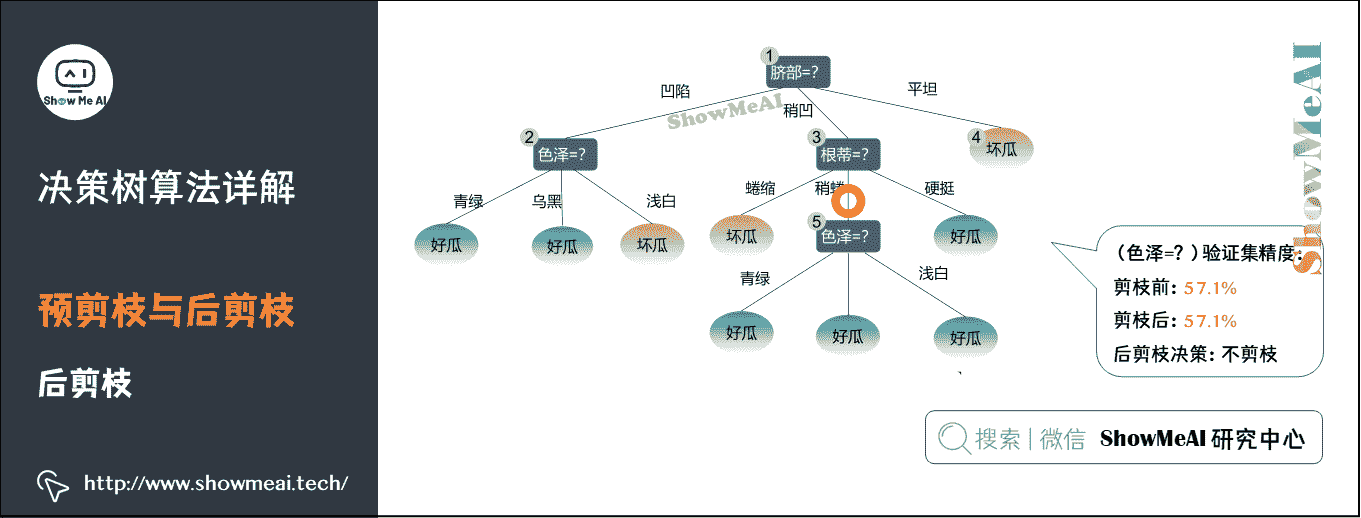 Show Me AI
决策树算法详解
预剪枝与后剪枝
后剪枝
http://www.showmeai.tech/
1
脐部=?
凹陷
稍凹
平坦
ShowMeAI
2
色泽=?
3
根蒂=?
4
坏瓜
青绿
乌黑
浅白
蜷缩
稍蜷
硬挺
好瓜
好瓜
坏瓜
坏瓜
5
色泽=?
好瓜
青绿
浅白
好瓜
好瓜
好瓜
ShowMeAI
(色泽=? )验证集精度:
剪枝前: 57.1%
剪枝后: 57.1%
后剪枝决策: 不剪枝
搜索 | 微信 ShowMeAI 研究中心